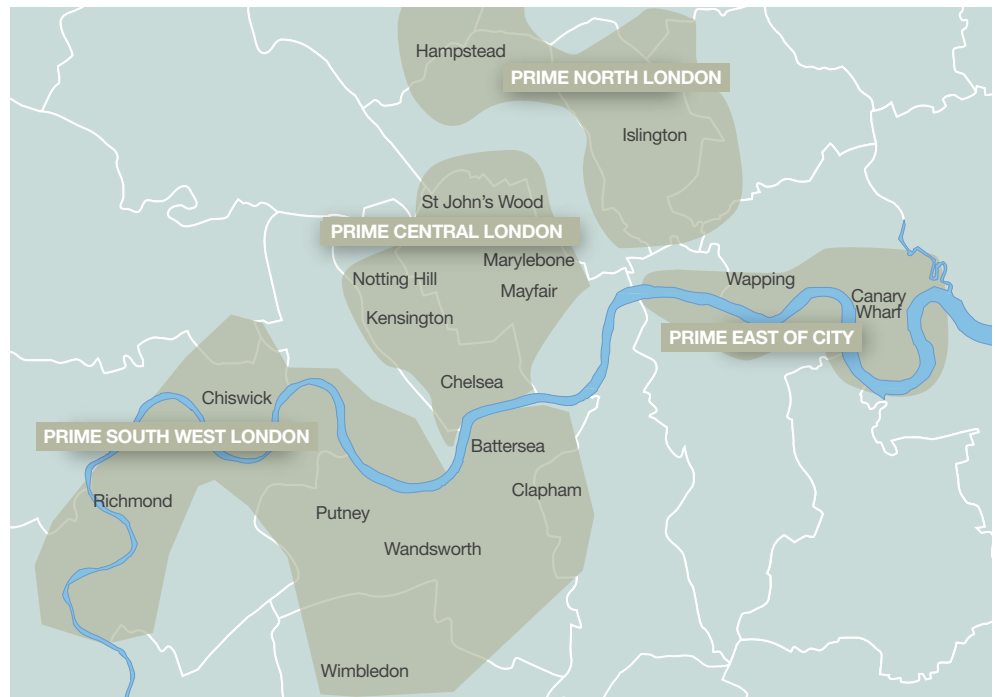 Hampstead
PRIME NORTH LONDON
Islington
St John's Wood
PRIME CENTRAL LONDON
Marylebone
Notting Hill
Mayfair
Kensington
Wapping
Canary
Wharf
PRIME EAST OF CITY
Chelsea
Chiswick
PRIME SOUTH WEST LONDON
Battersea
Richmond
Clapham
Putney
Wandsworth
Wimbledon